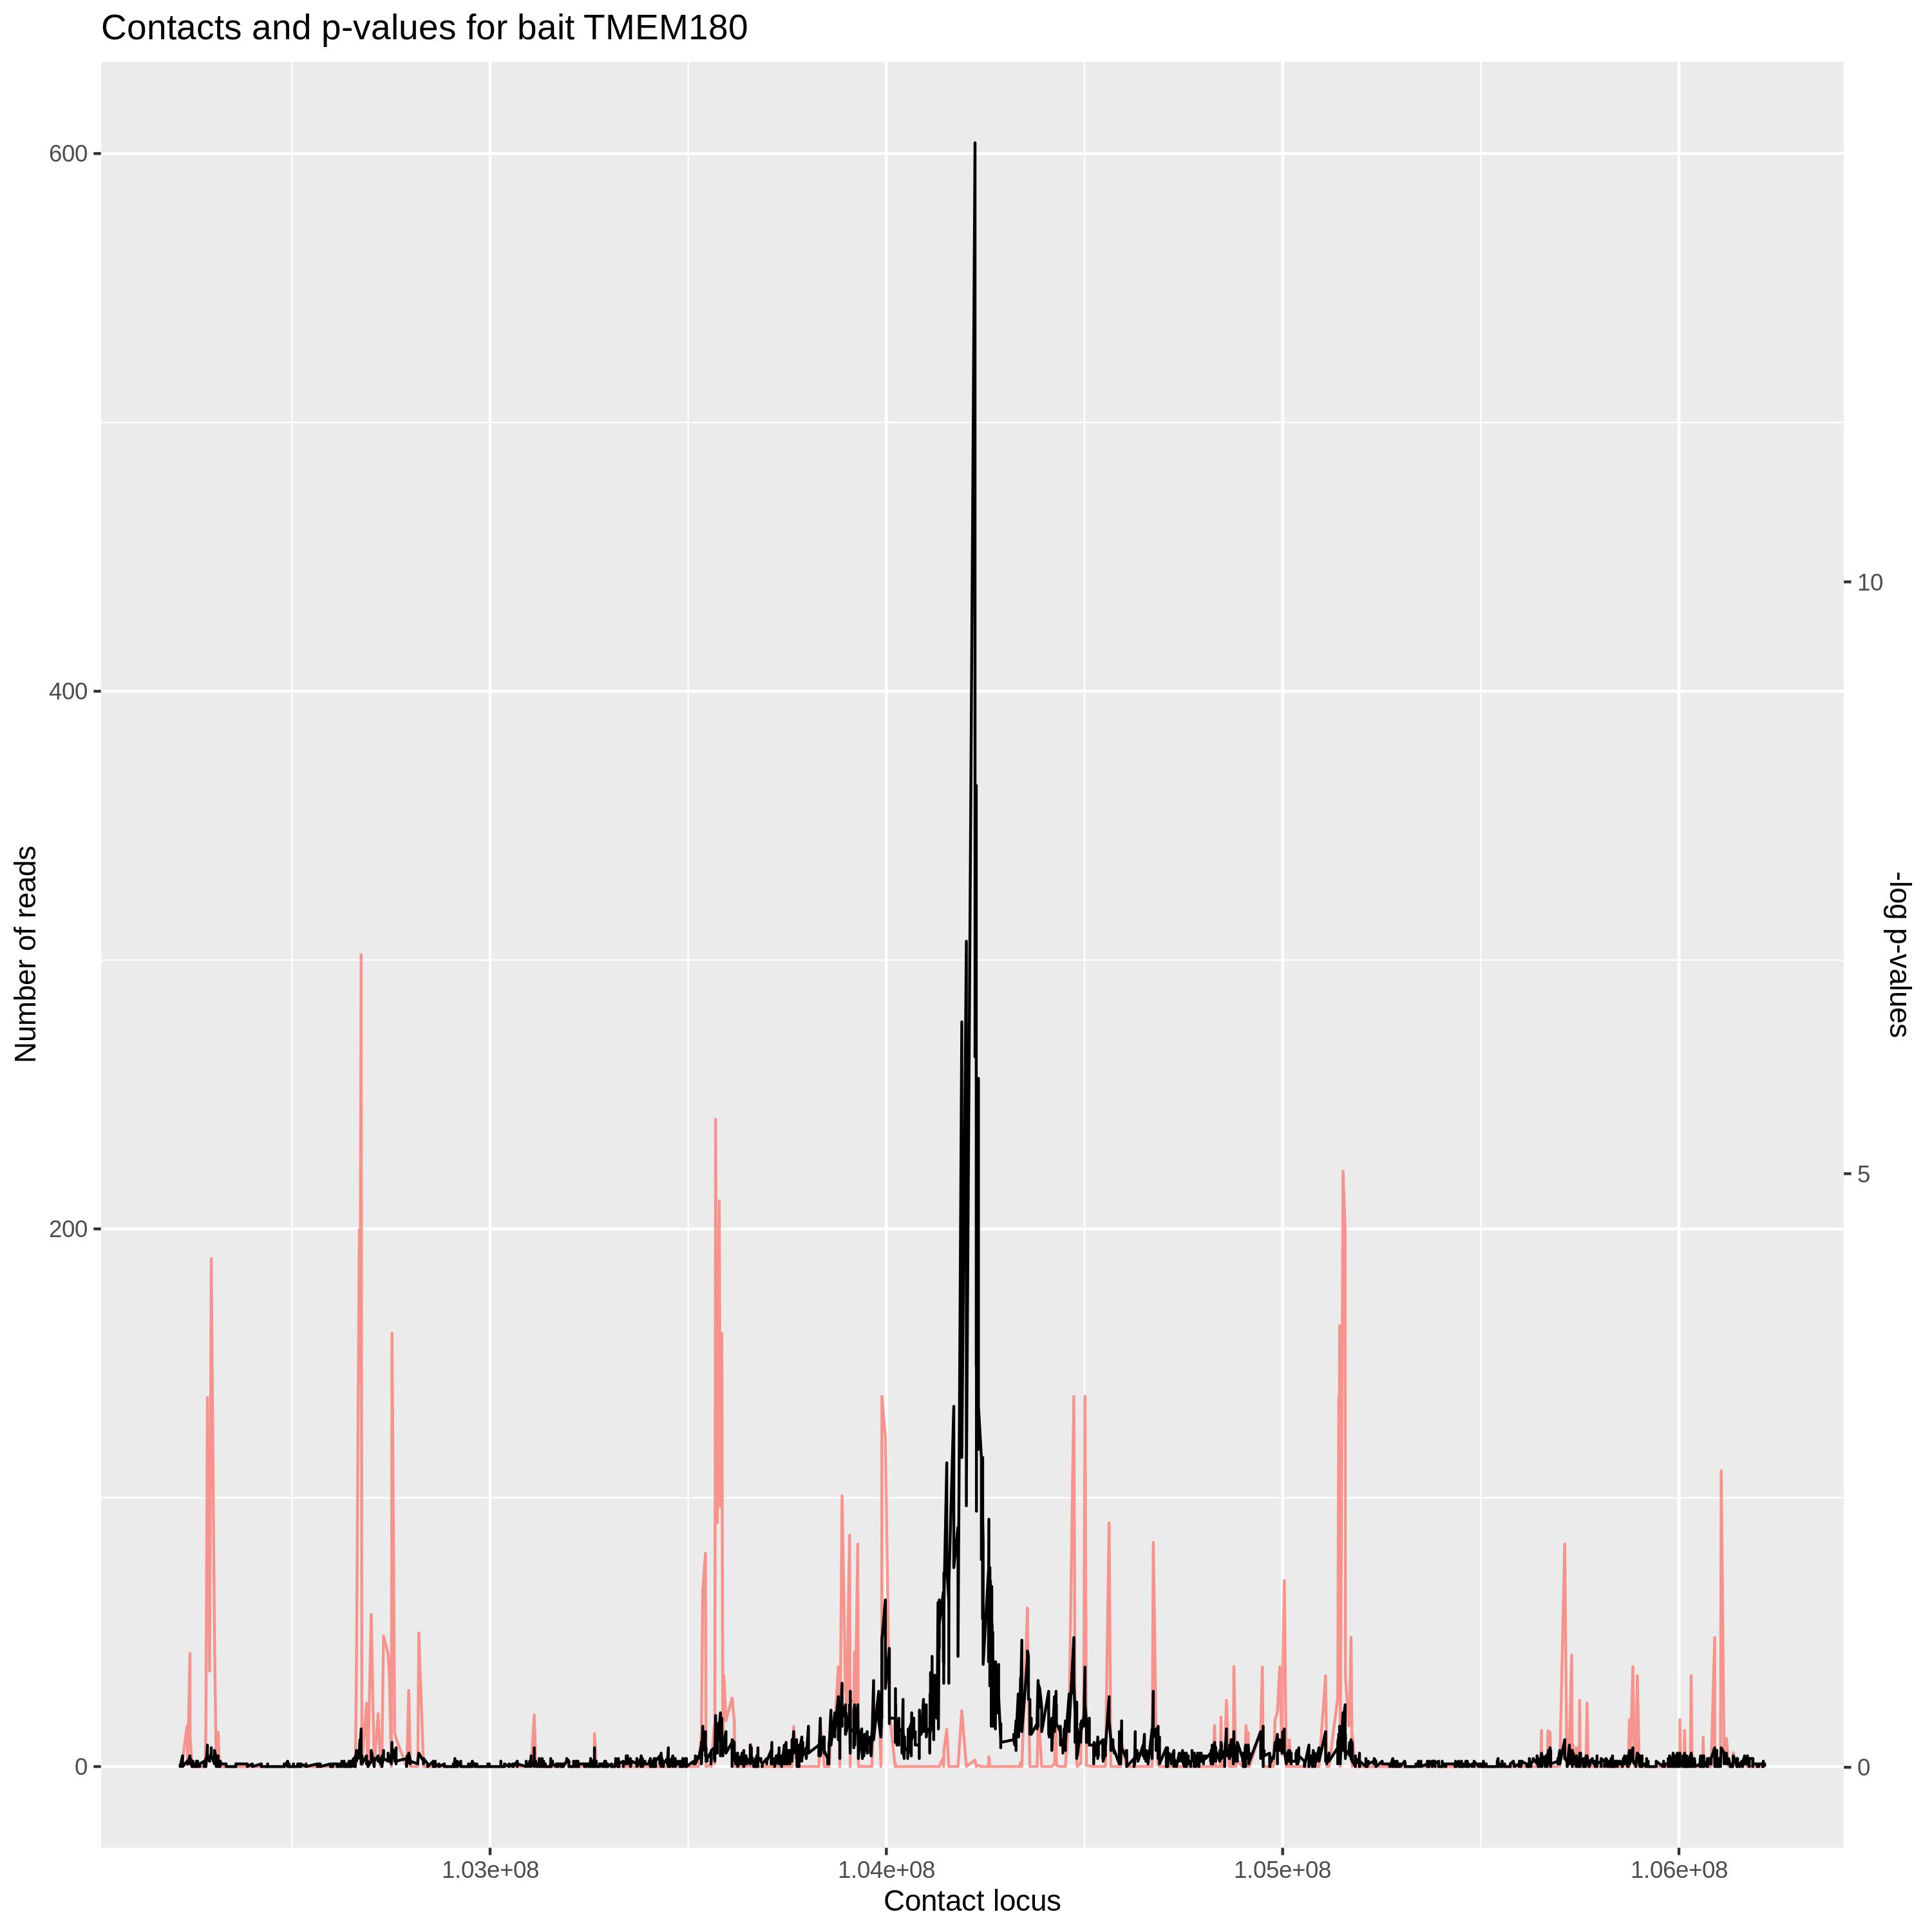 Contacts and p-values for bait TMEM180
600
400
200
0
Number of reads
10
5
0
-log p-values
1.03e+08
1.04e+08
1.05e+08
1.06e+08
Contact locus